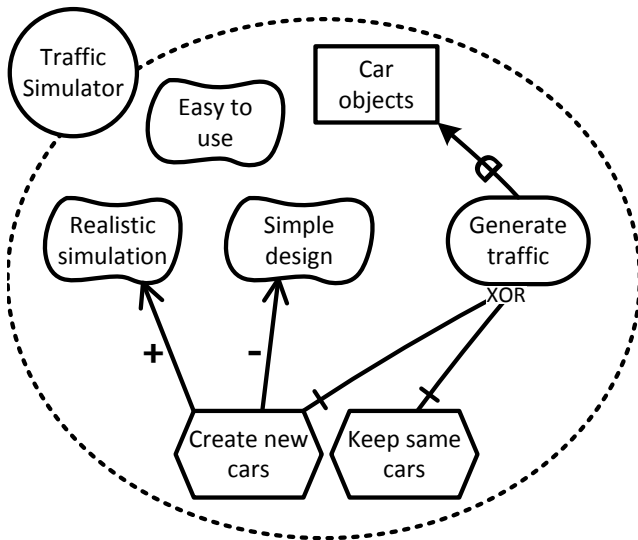 Traffic
Simulator
Car
objects
Easy to
use
Realistic
simulation
Simple
design
Generate
traffic
XOR
+
-
Create new
cars
Keep same
cars